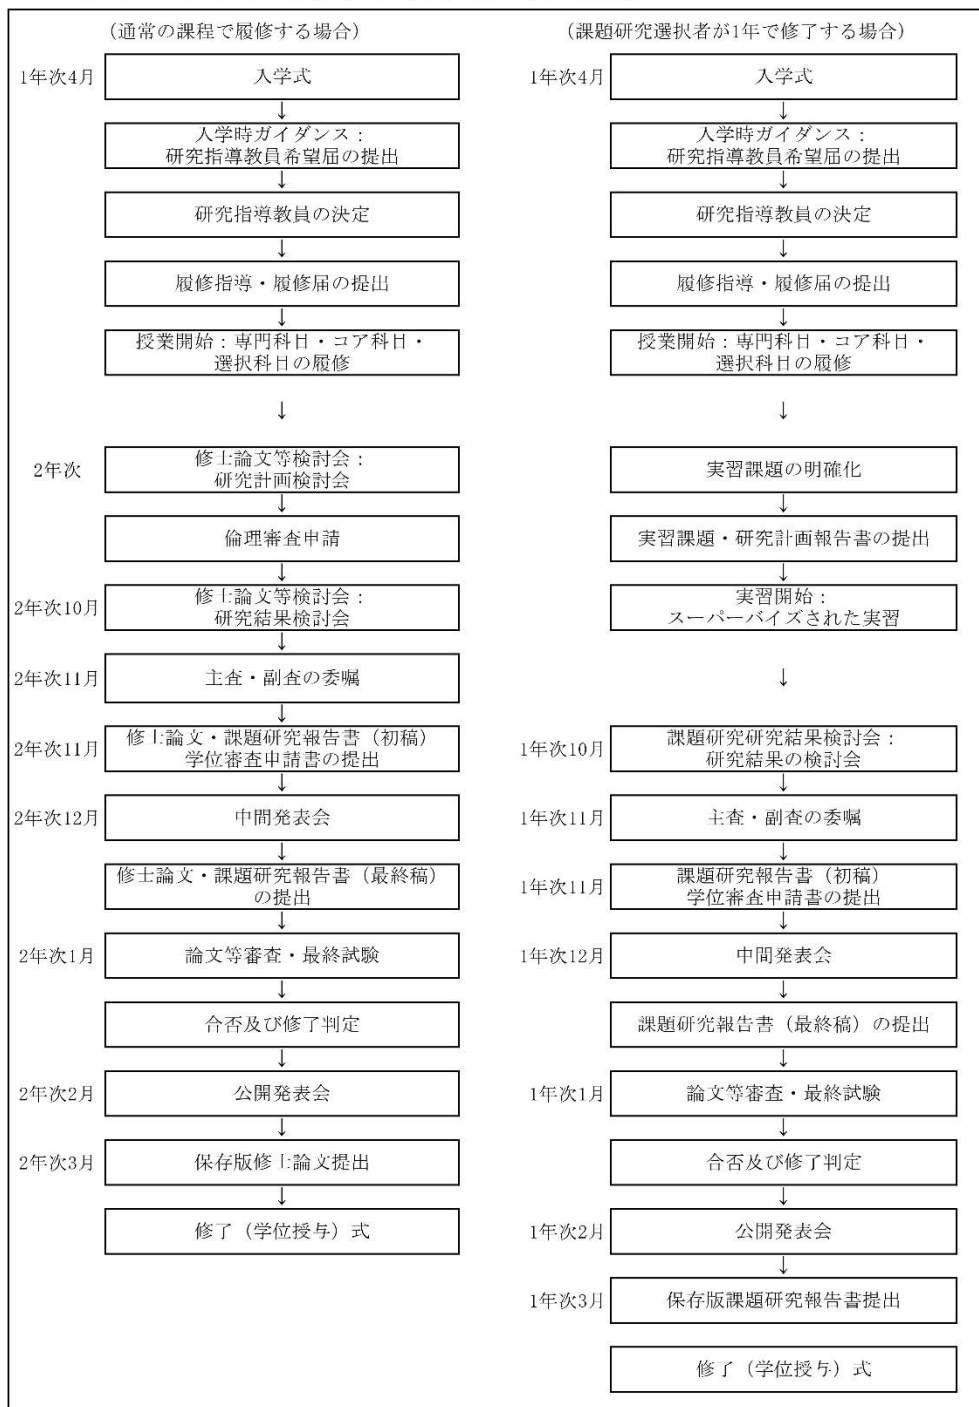 (通常の課程で履修する場合)
1年次4月
入学式
↓
入学時ガイダンス：
研究指導教員希望届の提出
↓
研究指導教員の決定
↓
履修指導・履修届の提出
↓
授業開始：専門科目・コア科目・
選択科目の履修
↓
2年次
修士論文等検討会：
研究計画検討会
↓
倫理審査申請
↓
2年次10月
修士論文等検討会：
研究結果検討会
↓
2年次11月
主査・副査の委嘱
↓
2年次11月
修士論文・課題研究報告書（初稿）
学位審査申請書の提出
↓
2年次12月
中間発表会
↓
修士論文・課題研究報告書（最終稿）
の提出
↓
2年次1月
論文等審査・最終試験
↓
合否及び修了判定
↓
2年次2月
公開発表会
↓
2年次3月
保存版修士論文提出
↓
修了（学位授与）式
(課題研究選択者が1年で修了する場合)
1年次4月
入学式
↓
入学時ガイダンス：
研究指導教員希望届の提出
↓
研究指導教員の決定
↓
履修指導・履修届の提出
↓
授業開始：専門科目・コア科目・
選択科目の履修
↓
実習課題の明確化
↓
実習課題・研究計画報告書の提出
↓
実習開始：
スーパーバイズされた実習
↓
1年次10月
課題研究研究結果検討会：
研究結果の検討会
↓
1年次11月
主査・副査の委嘱
↓
1年次11月
課題研究報告書（初稿）
学位審査申請書の提出
↓
1年次12月
中間発表会
↓
課題研究報告書（最終稿）の提出
↓
1年次1月
論文等審査・最終試験
↓
合否及び修了判定
↓
1年次2月
公開発表会
↓
1年次3月
保存版課題研究報告書提出
修了（学位授与）式